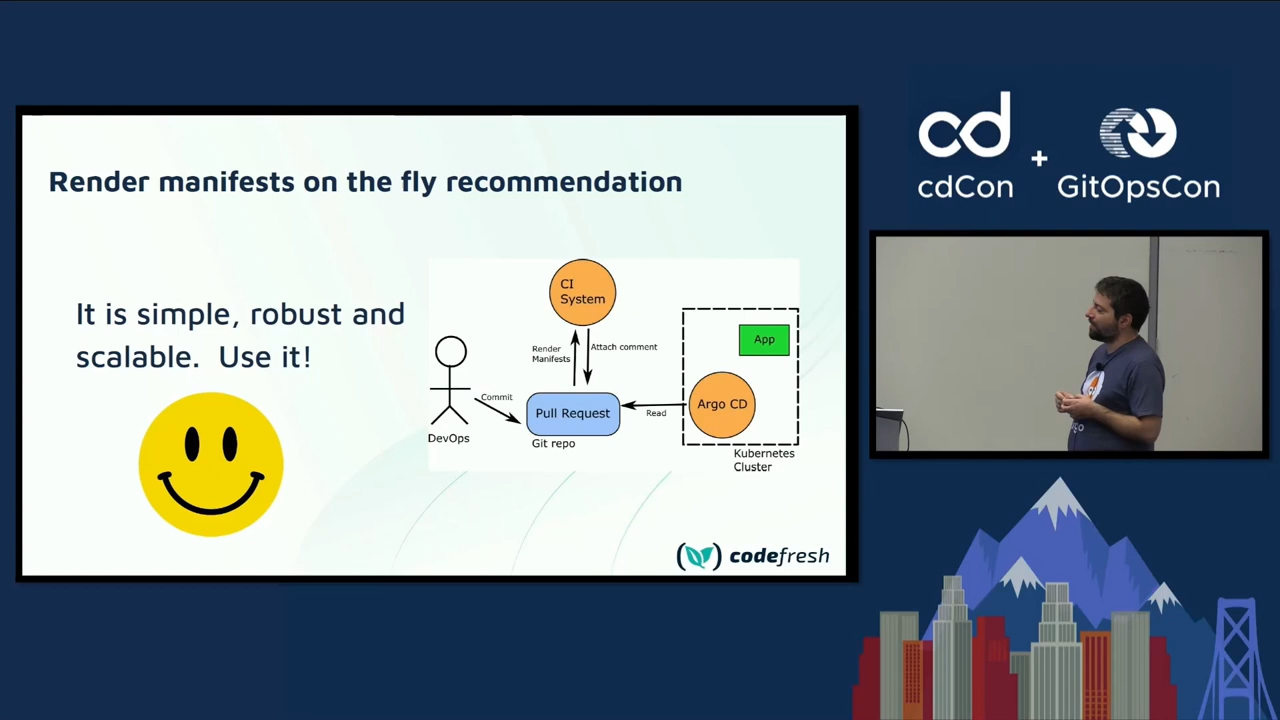 Render manifests on the fly recommendation
It is simple, robust and
scalable. Use it!
CI
System
Render
Manifests
Attach comment
App
Commit
Pull Request
Read
Argo CD
DevOps
Git repo
Kubernetes
Cluster
codefresh
cd
cdCon
+
GitOpsCon